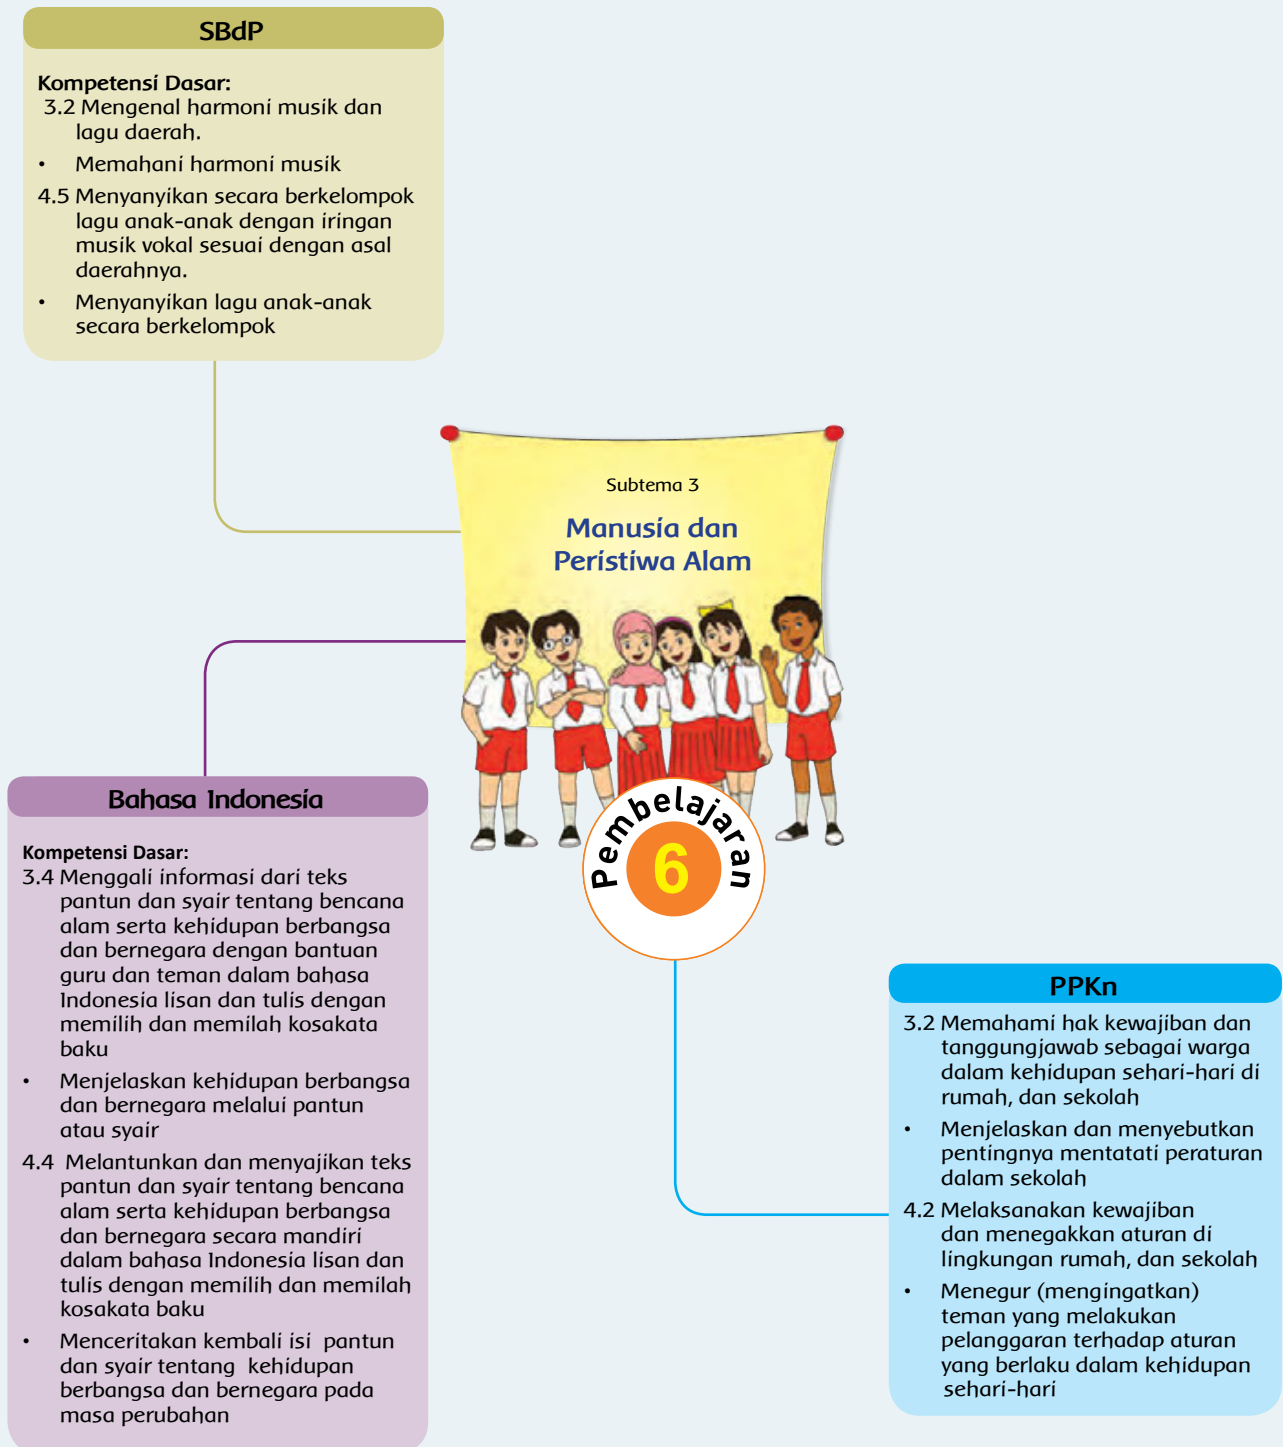 SBdP
Kompetensi Dasar:
3.2 Mengenal harmoni musik dan
lagu daerah.
• Memahani harmoni musik
4.5 Menyanyikan secara berkelompok
lagu anak-anak dengan iringan
musik vokal sesuai dengan asal
daerahnya.
• Menyanyikan lagu anak-anak
secara berkelompok
Subtema 3
Manusia dan
Peristiwa Alam
Pembelajaran
6
Bahasa Indonesia
Kompetensi Dasar:
3.4 Menggali informasi dari teks
pantun dan syair tentang bencana
alam serta kehidupan berbangsa
dan bernegara dengan bantuan
guru dan teman dalam bahasa
Indonesia lisan dan tulis dengan
memilih dan memilah kosakata
baku
• Menjelaskan kehidupan berbangsa
dan bernegara melalui pantun
atau syair
4.4 Melantunkan dan menyajikan teks
pantun dan syair tentang bencana
alam serta kehidupan berbangsa
dan bernegara secara mandiri
dalam bahasa Indonesia lisan dan
tulis dengan memilih dan memilah
kosakata baku
• Menceritakan kembali isi pantun
dan syair tentang kehidupan
berbangsa dan bernegara pada
masa perubahan
PPKn
3.2 Memahami hak kewajiban dan
tanggungjawab sebagai warga
dalam kehidupan sehari-hari di
rumah, dan sekolah
• Menjelaskan dan menyebutkan
pentingnya mentatati peraturan
dalam sekolah
4.2 Melaksanakan kewajiban
dan menegakkan aturan di
lingkungan rumah, dan sekolah
• Menegur (mengingatkan)
teman yang melakukan
pelanggaran terhadap aturan
yang berlaku dalam kehidupan
sehari-hari